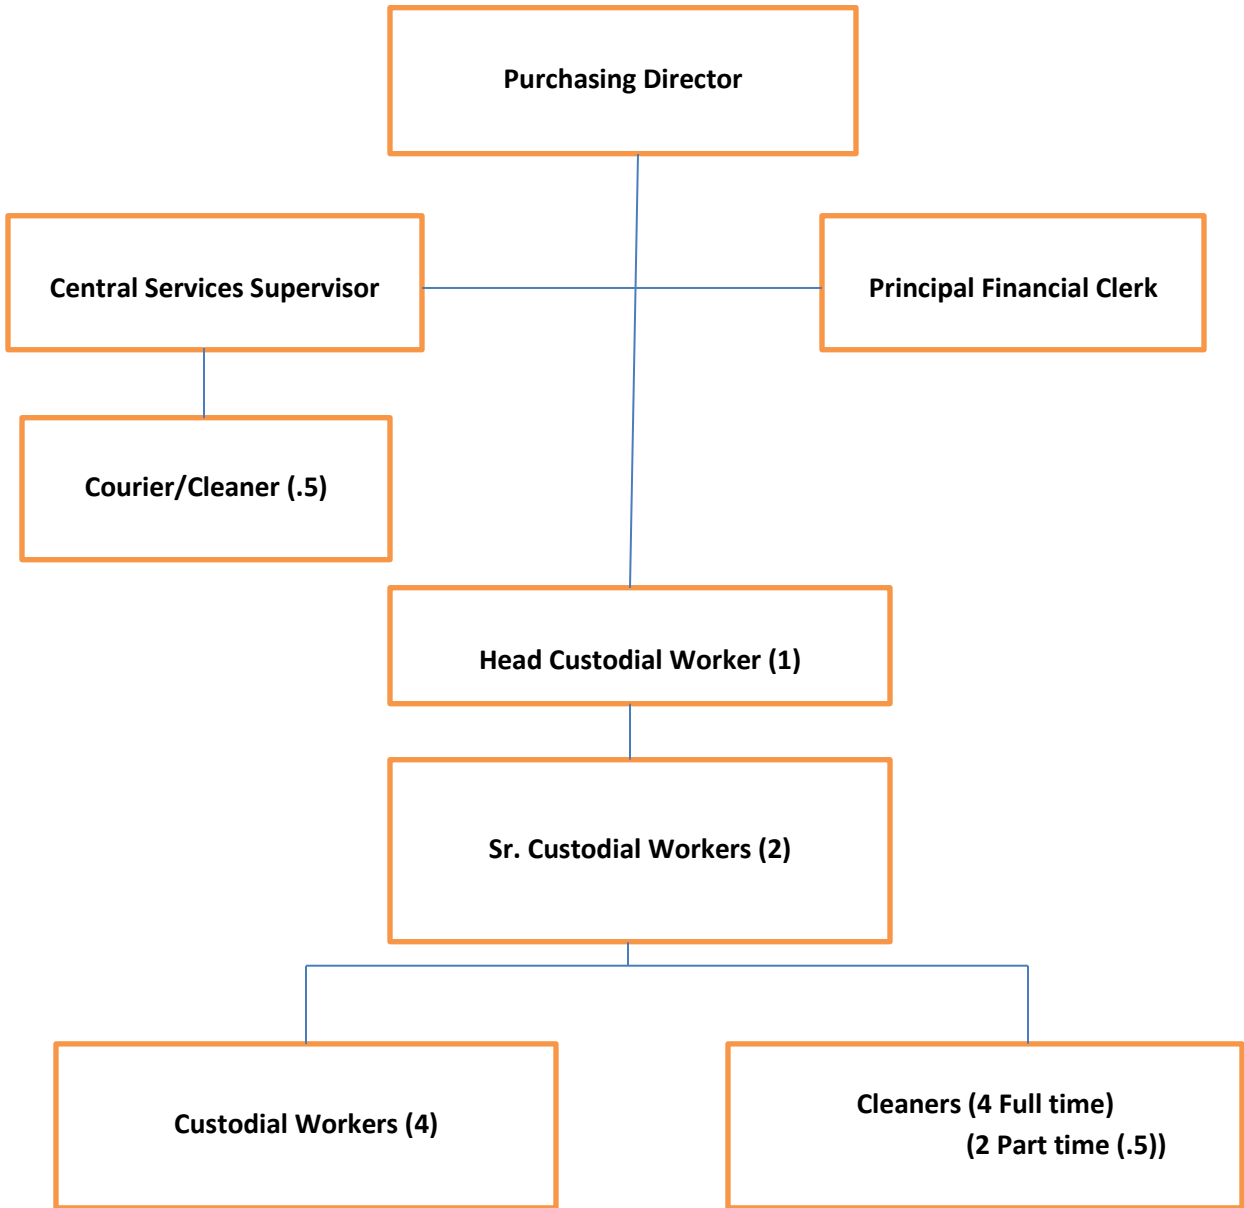 Purchasing Director
Central Services Supervisor
Principal Financial Clerk
Courier/Cleaner (.5)
Head Custodial Worker (1)
Sr. Custodial Workers (2)
Custodial Workers (4)
Cleaners (4 Full time)
(2 Part time (.5))